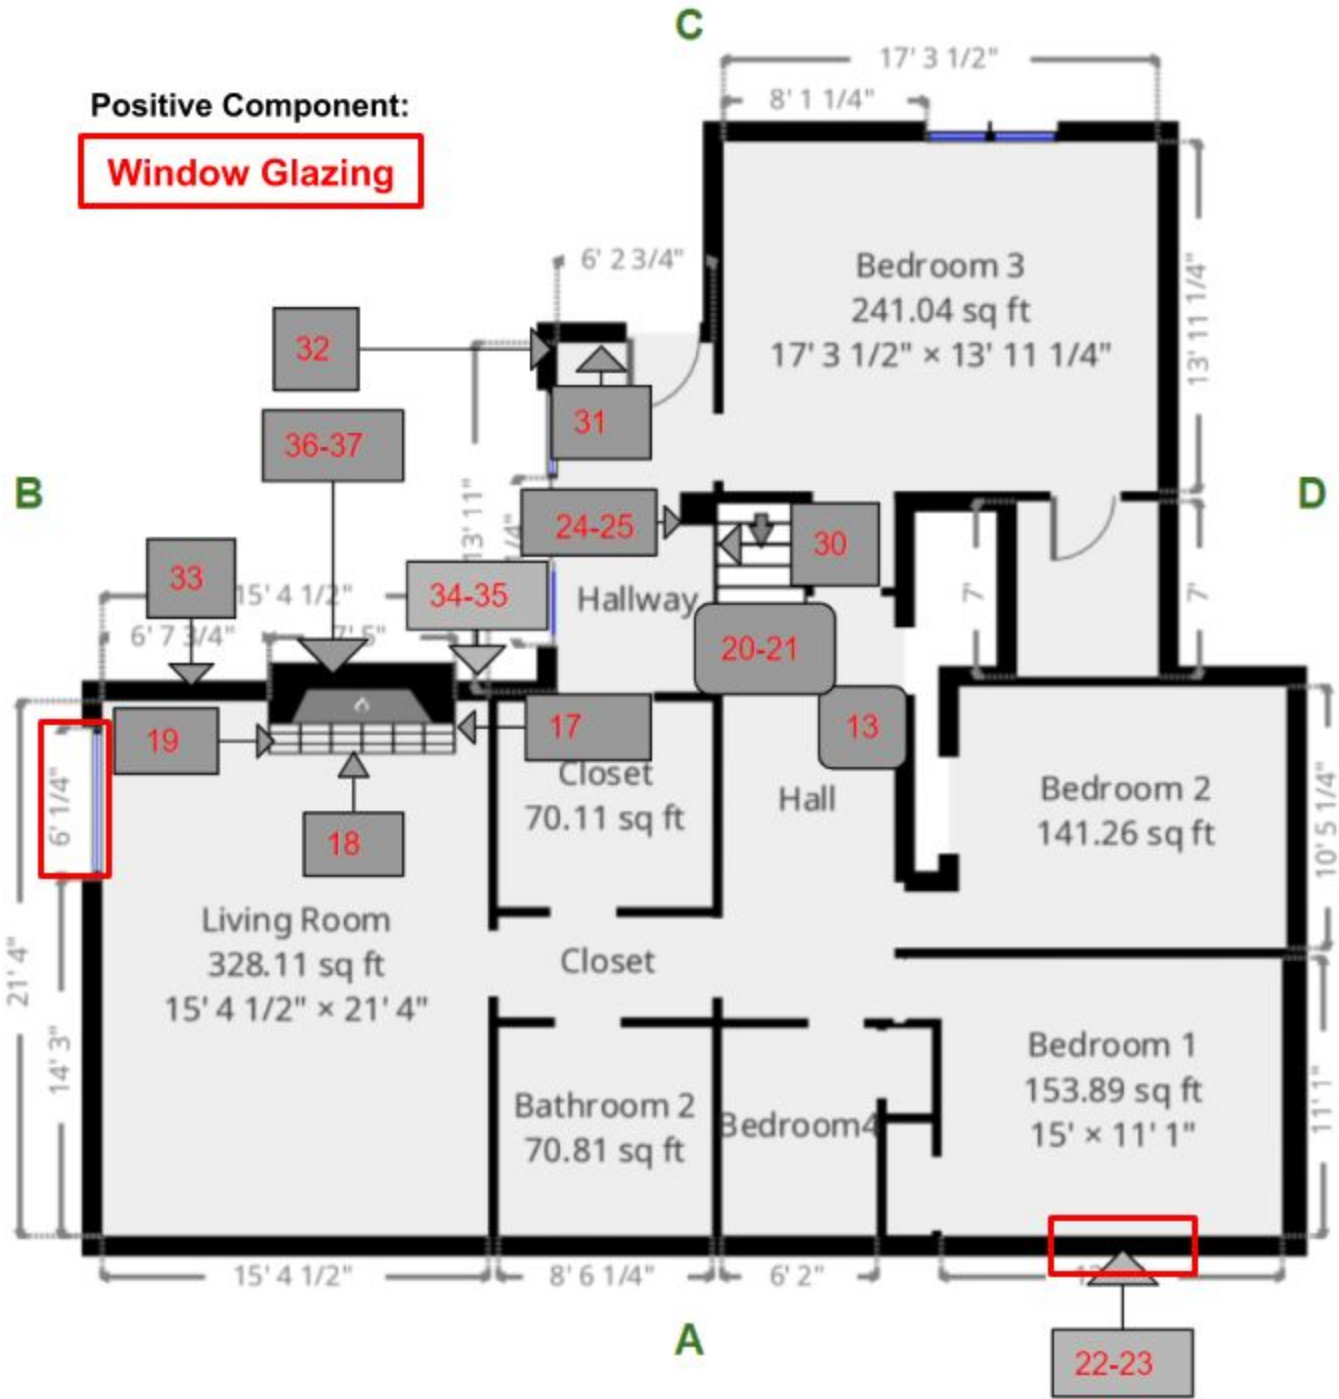 C
17' 3 1/2"
8' 1 1/4"
Positive Component:
Window Glazing
6' 2 3/4"
Bedroom 3
241.04 sq ft
17' 3 1/2" × 13' 11 1/4"
13' 11 1/4"
32
31
36-37
B
D
13' 11"
1/4"
24-25
30
33
15' 4 1/2"
34-35
Hallway
7'
7'
6' 7 3/4"
7' 5"
20-21
19
17
13
6' 1/4"
Closet
70.11 sq ft
Hall
Bedroom 2
141.26 sq ft
10' 5 1/4"
18
Living Room
328.11 sq ft
15' 4 1/2" × 21' 4"
21' 4"
14' 3"
Closet
Bedroom 1
153.89 sq ft
15' × 11' 1"
11' 1"
Bathroom 2
70.81 sq ft
Bedroom4
15' 4 1/2"
8' 6 1/4"
6' 2"
A
22-23